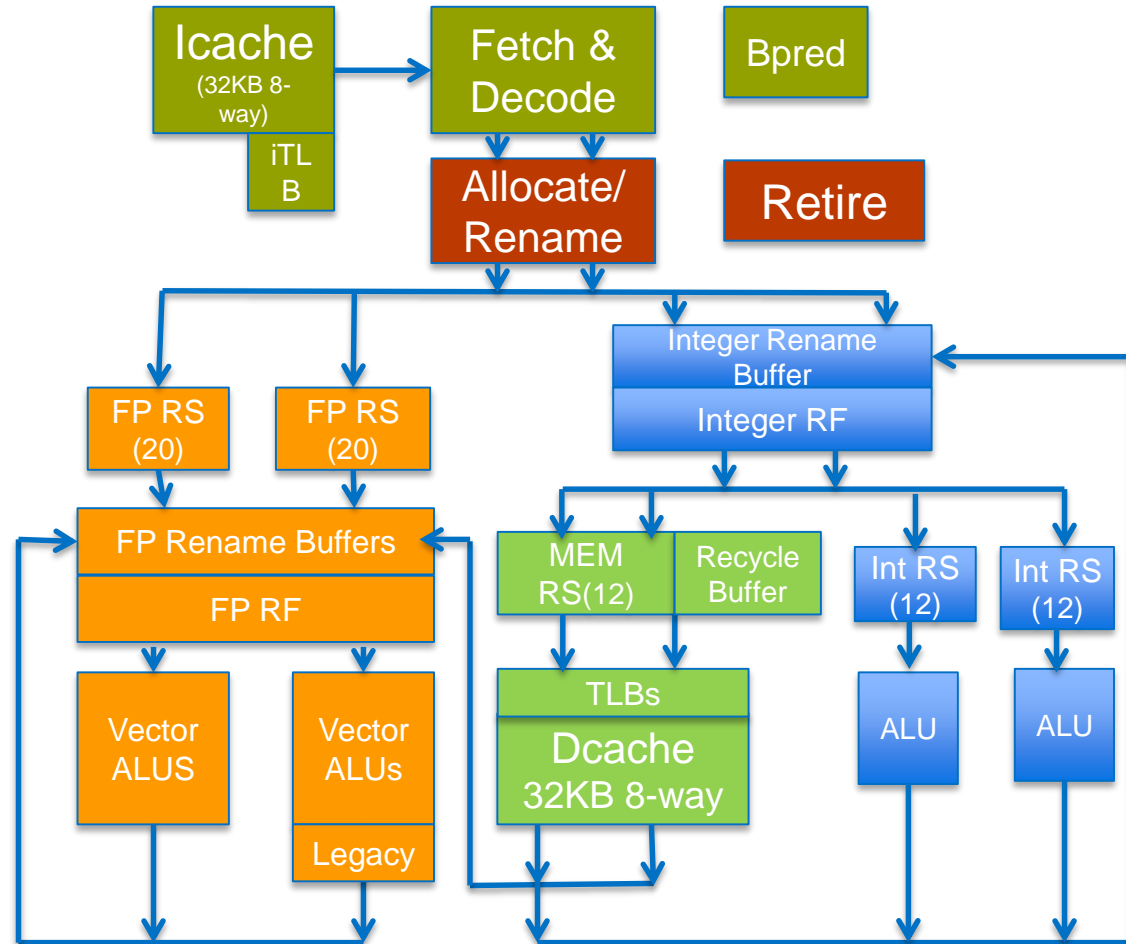 Icache
(32KB 8-
way)
iTL
B
Fetch &
Decode
Bpred
Allocate/
Rename
Retire
Integer Rename
Buffer
Integer RF
FP RS
(20)
FP RS
(20)
FP Rename Buffers
FP RF
MEM
RS(12)
Recycle
Buffer
Int RS
(12)
Int RS
(12)
TLBs
Dcache
32KB 8-way
Vector
ALUS
Vector
ALUs
Legacy
ALU
ALU